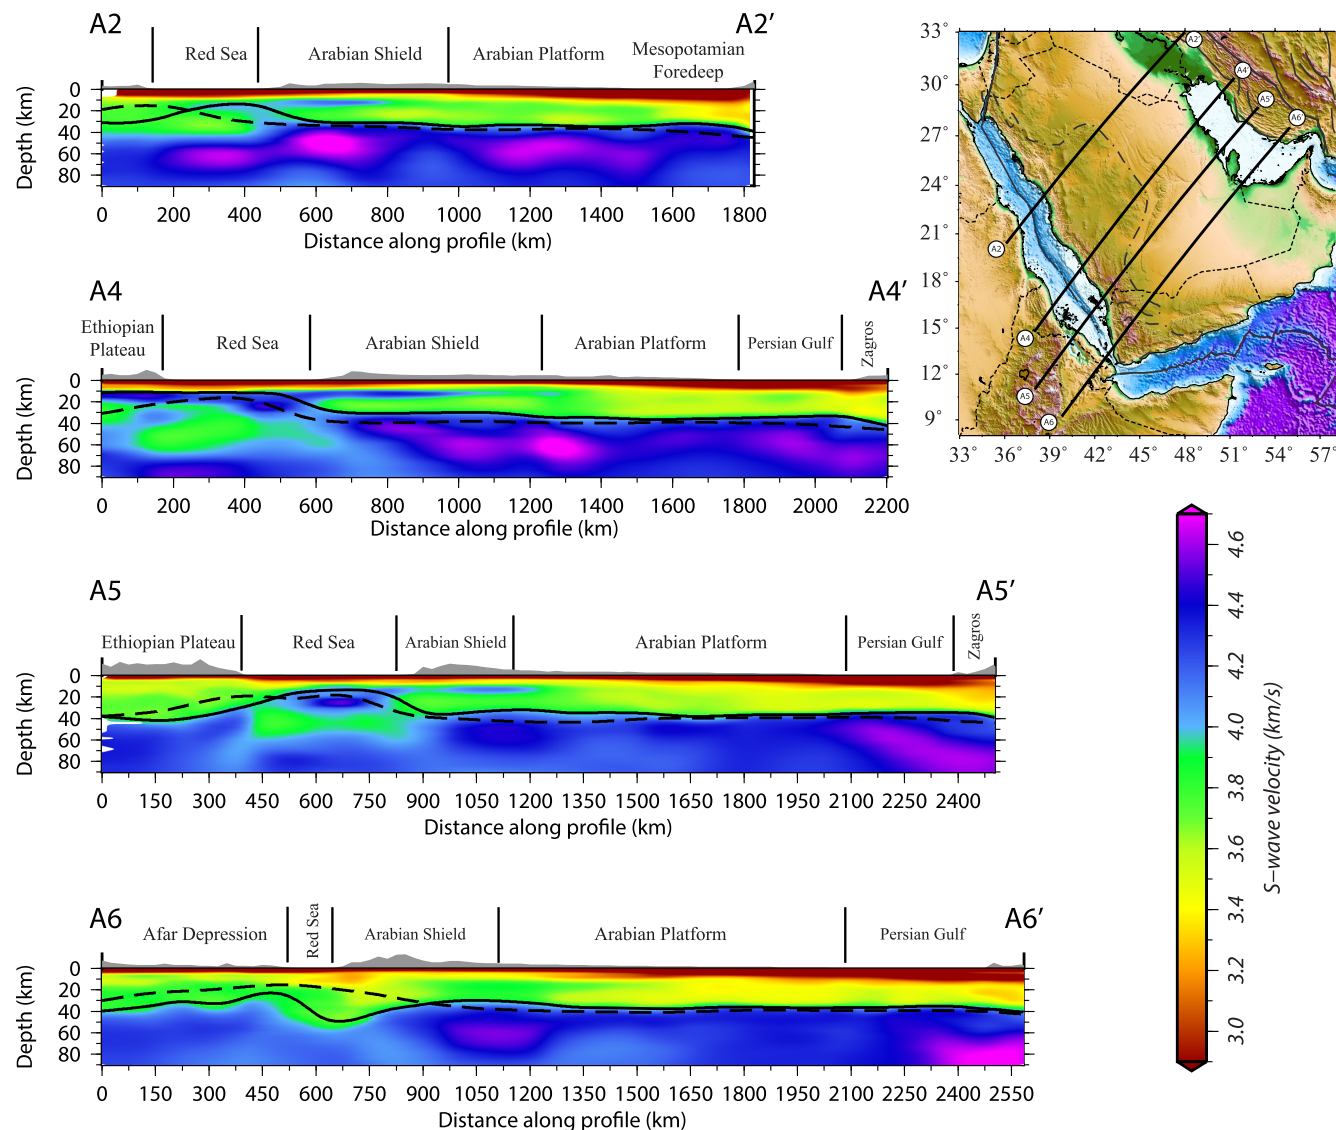 A2
A2′
Red Sea
Arabian Shield
Arabian Platform
Mesopotamian
Foredeep
0
20
40
60
80
Depth (km)
0 200 400 600 800 1000 1200 1400 1600 1800
Distance along profile (km)
A4
A4′
Ethiopian
Plateau
Red Sea
Arabian Shield
Arabian Platform
Persian Gulf
Zagros
0
20
40
60
80
Depth (km)
0 200 400 600 800 1000 1200 1400 1600 1800 2000 2200
Distance along profile (km)
A5
A5′
Ethiopian Plateau
Red Sea
Arabian Shield
Arabian Platform
Persian Gulf
Zagros
0
20
40
60
80
Depth (km)
0 150 300 450 600 750 900 1050 1200 1350 1500 1650 1800 1950 2100 2250 2400
Distance along profile (km)
A6
A6′
Afar Depression
Red Sea
Arabian Shield
Arabian Platform
Persian Gulf
0
20
40
60
80
Depth (km)
0 150 300 450 600 750 900 1050 1200 1350 1500 1650 1800 1950 2100 2250 2400 2550
Distance along profile (km)
33°
30°
27°
24°
21°
18°
15°
12°
9°
33° 36° 39° 42° 45° 48° 51° 54° 57°
A2′
A4′
A5′
A6′
A2
A4
A5
A6
4.6
4.4
4.2
4.0
3.8
3.6
3.4
3.2
3.0
S−wave velocity (km/s)